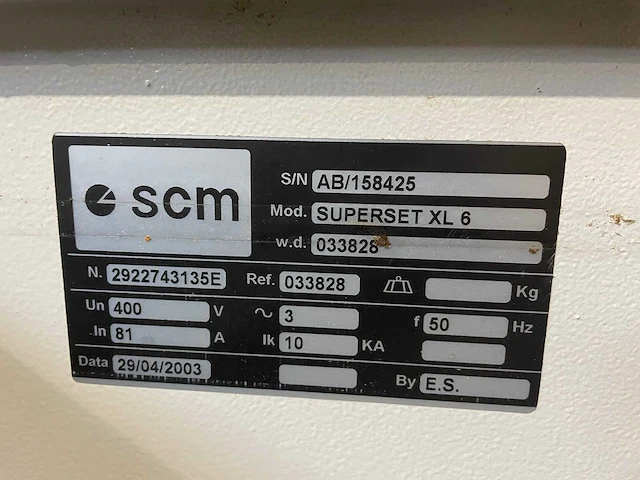 scm
S/N AB/158425
Mod. SUPERSET XL 6
w.d. 033828
N. 2922743135E Ref. 033828 Kg
Un 400 V ~ 3 f 50 Hz
In 81 A Ik 10 KA
Data 29/04/2003 By E.S.